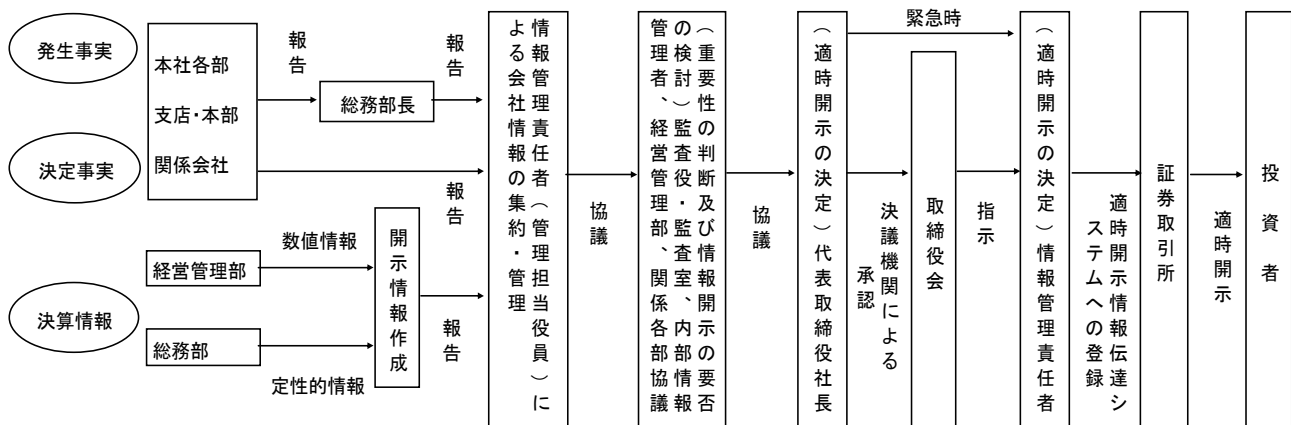 発生事実
決定事実
決算情報
本社各部
支店・本部
関係会社
報告
総務部長
報告
報告
経営管理部
数値情報
総務部
定性的情報
開示情報作成
報告
情報管理責任者(管理担当役員)に
よる会社情報の集約・管理
協議
(重要性の判断及び情報開示の要否
の検討)監査役・監査室、内部情報
管理者、経営管理部、関係各部協議
協議
(適時開示の決定)代表取締役社長
緊急時
決議機関による
承認
取締役会
指示
(適時開示の決定)情報管理責任者
適時開示情報伝達シ
ステムへの登録
証券取引所
適時開示
投資者